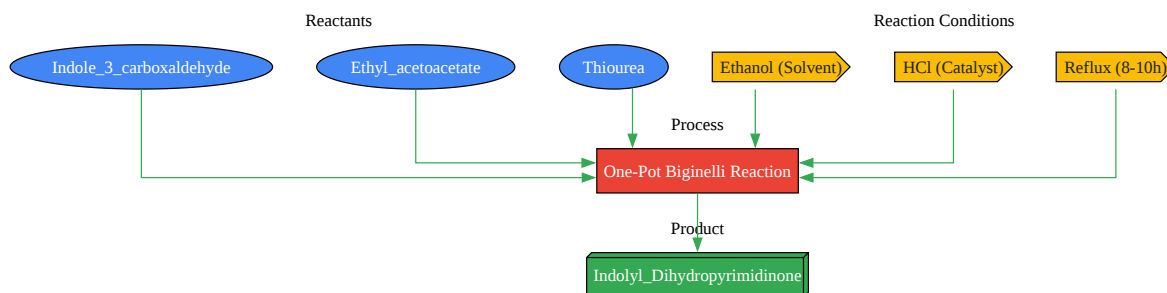 Reactants
Reaction Conditions
Indole_3_carboxaldehyde
Ethyl_acetoacetate
Thiourea
Ethanol (Solvent)
HCl (Catalyst)
Reflux (8-10h)
Process
One-Pot Biginelli Reaction
Product
Indolyl_Dihydropyrimidinone